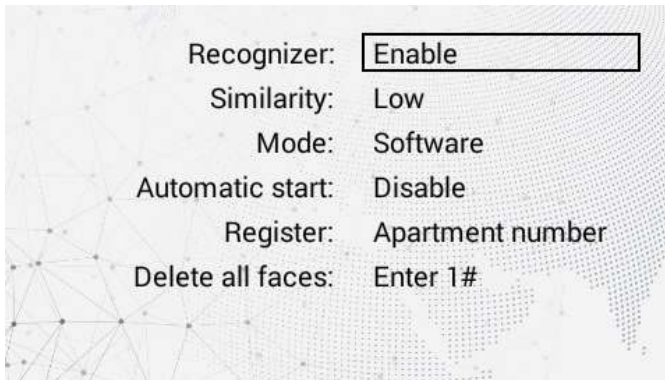 Recognizer: Enable
Similarity: Low
Mode: Software
Automatic start: Disable
Register: Apartment number
Delete all faces: Enter 1#